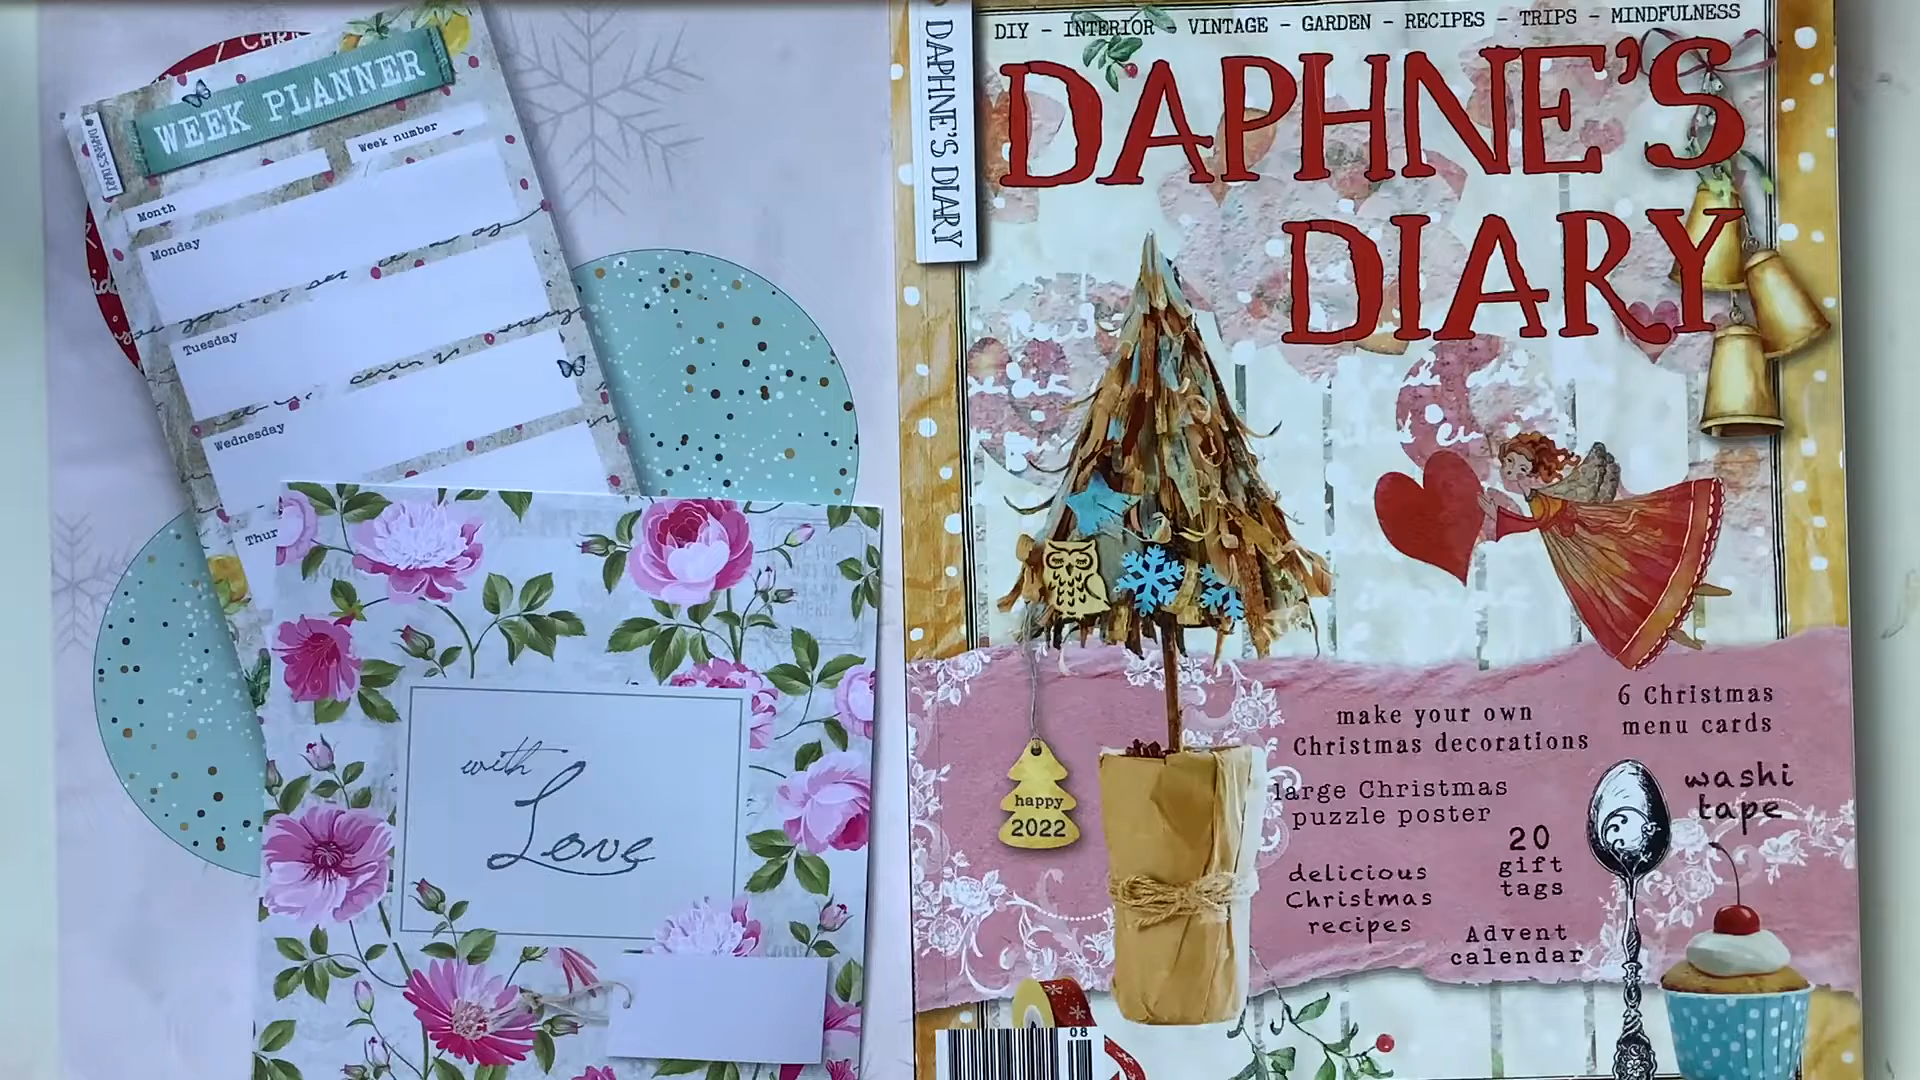 CHRI
WEEK PLANNER
DAPHNE'S DIARY
Week number
Month
Monday
Tuesday
Wednesday
Thur
with
Love
DAPHNE'S DIARY
DIY - INTERIOR - VINTAGE - GARDEN - RECIPES - TRIPS - MINDFULNESS
DAPHNE'S
DIARY
make your own
Christmas decorations
6 Christmas
menu cards
large Christmas
puzzle poster
washi
tape
20
gift
tags
delicious
Christmas
recipes
Advent
calendar
happy
2022
08